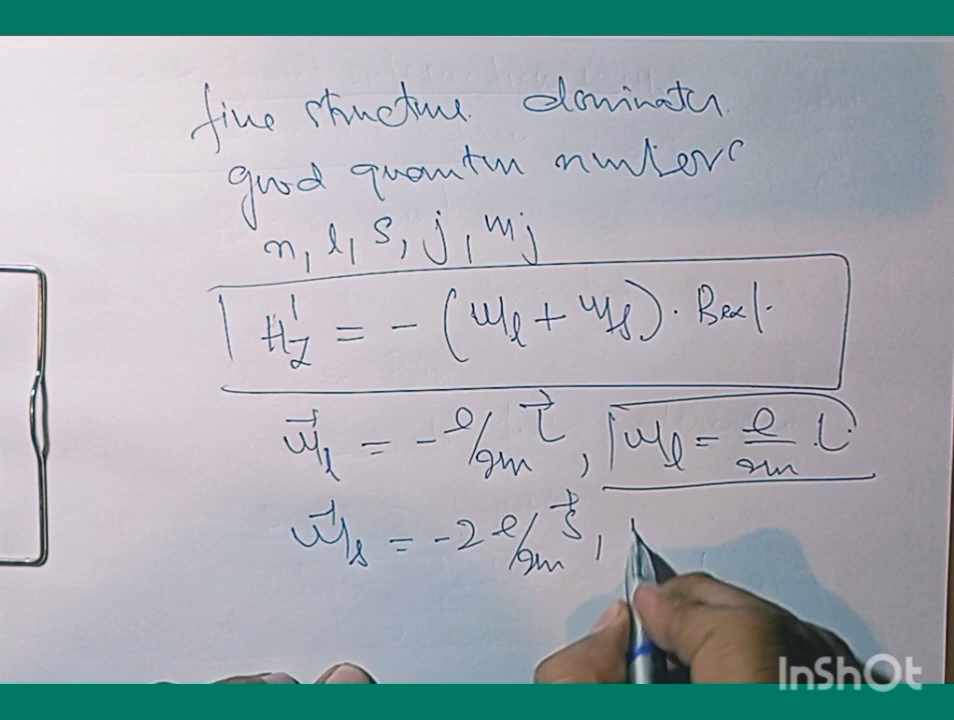 fine structure dominates.
good quantum numbers
n, l, s, j, mj
H'Z = - (μl + μs) · Bext.
μ⃗l = - e/2m L⃗, μl = e/2m L
μ⃗s = - 2 e/2m S⃗,
InShOt